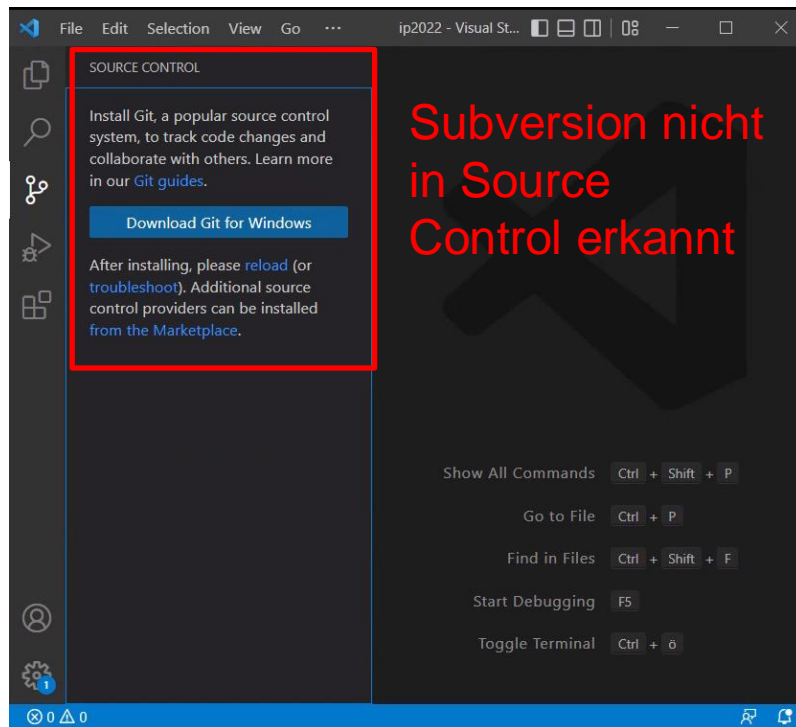 File Edit Selection View Go ··· ip2022 - Visual St...
SOURCE CONTROL
Install Git, a popular source control
system, to track code changes and
collaborate with others. Learn more
in our Git guides.
Download Git for Windows
After installing, please reload (or
troubleshoot). Additional source
control providers can be installed
from the Marketplace.
Subversion nicht
in Source
Control erkannt
Show All Commands Ctrl + Shift + P
Go to File Ctrl + P
Find in Files Ctrl + Shift + F
Start Debugging F5
Toggle Terminal Ctrl + ö
1
0 0